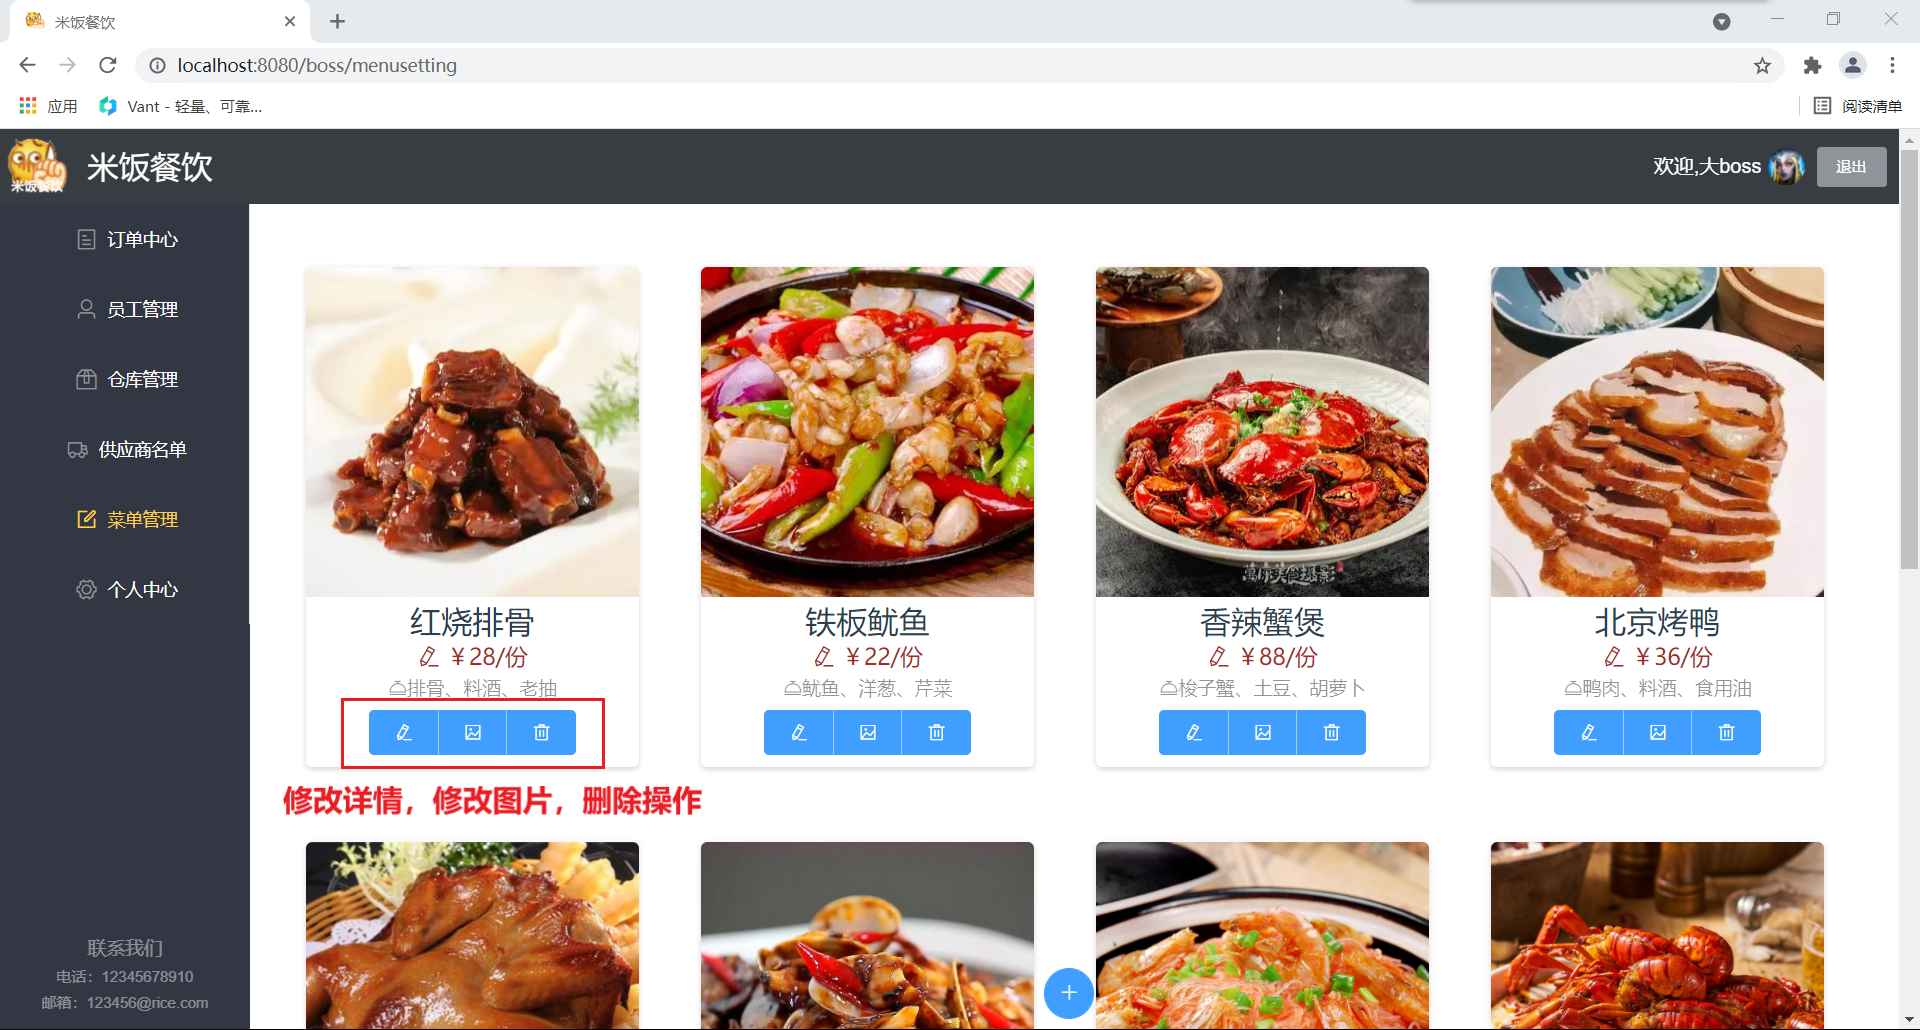 米饭餐饮
localhost:8080/boss/menusetting
应用
Vant - 轻量、可靠...
阅读清单
米饭餐饮
米饭餐饮
欢迎,大boss
退出
订单中心
员工管理
仓库管理
供应商名单
菜单管理
个人中心
红烧排骨
¥28/份
排骨、料酒、老抽
铁板鱿鱼
¥22/份
鱿鱼、洋葱、芹菜
香辣蟹煲
¥88/份
梭子蟹、土豆、胡萝卜
北京烤鸭
¥36/份
鸭肉、料酒、食用油
修改详情，修改图片，删除操作
联系我们
电话：12345678910
邮箱：123456@rice.com